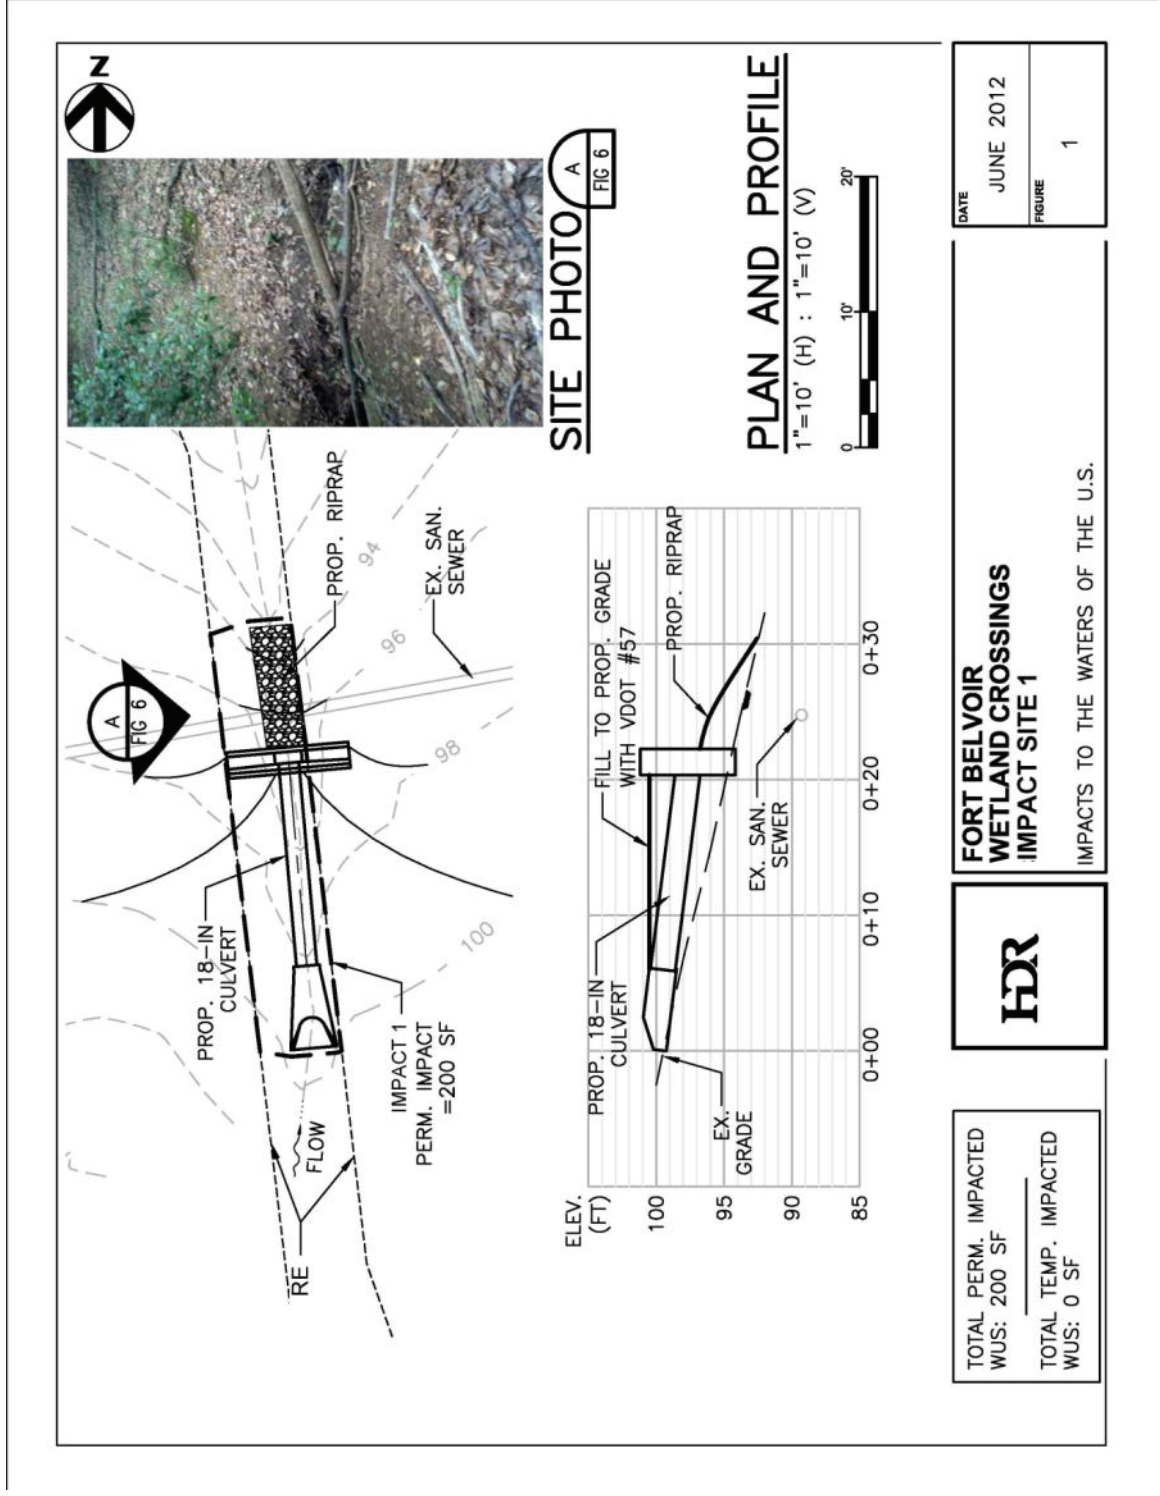 PROP. 18-IN
CULVERT
A
FIG 6
N
RE
FLOW
IMPACT 1
PERM. IMPACT
=200 SF
100
98
96
94
PROP. RIPRAP
EX. SAN.
SEWER
SITE PHOTO
A
FIG 6
ELEV.
(FT)
100
95
90
85
PROP. 18-IN
CULVERT
FILL TO PROP. GRADE
WITH VDOT #57
PROP. RIPRAP
EX.
GRADE
EX. SAN.
SEWER
0+00
0+10
0+20
0+30
PLAN AND PROFILE
1"=10' (H) : 1"=10' (V)
0
10'
20'
TOTAL PERM. IMPACTED
WUS: 200 SF
TOTAL TEMP. IMPACTED
WUS: 0 SF
HDR
FORT BELVOIR
WETLAND CROSSINGS
IMPACT SITE 1
IMPACTS TO THE WATERS OF THE U.S.
DATE
JUNE 2012
FIGURE
1